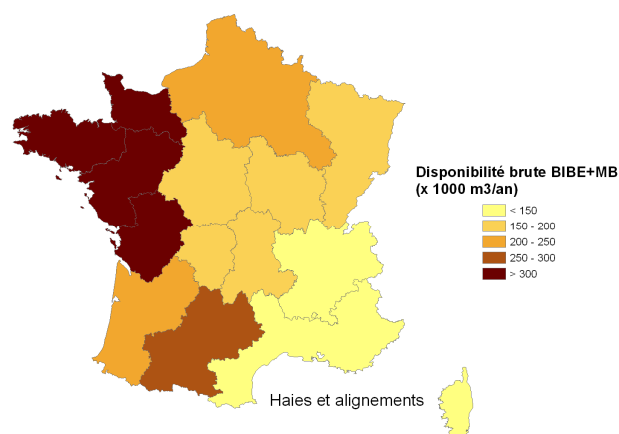 Disponibilité brute BIBE+MB
(x 1000 m3/an)
< 150
150 - 200
200 - 250
250 - 300
> 300
Haies et alignements